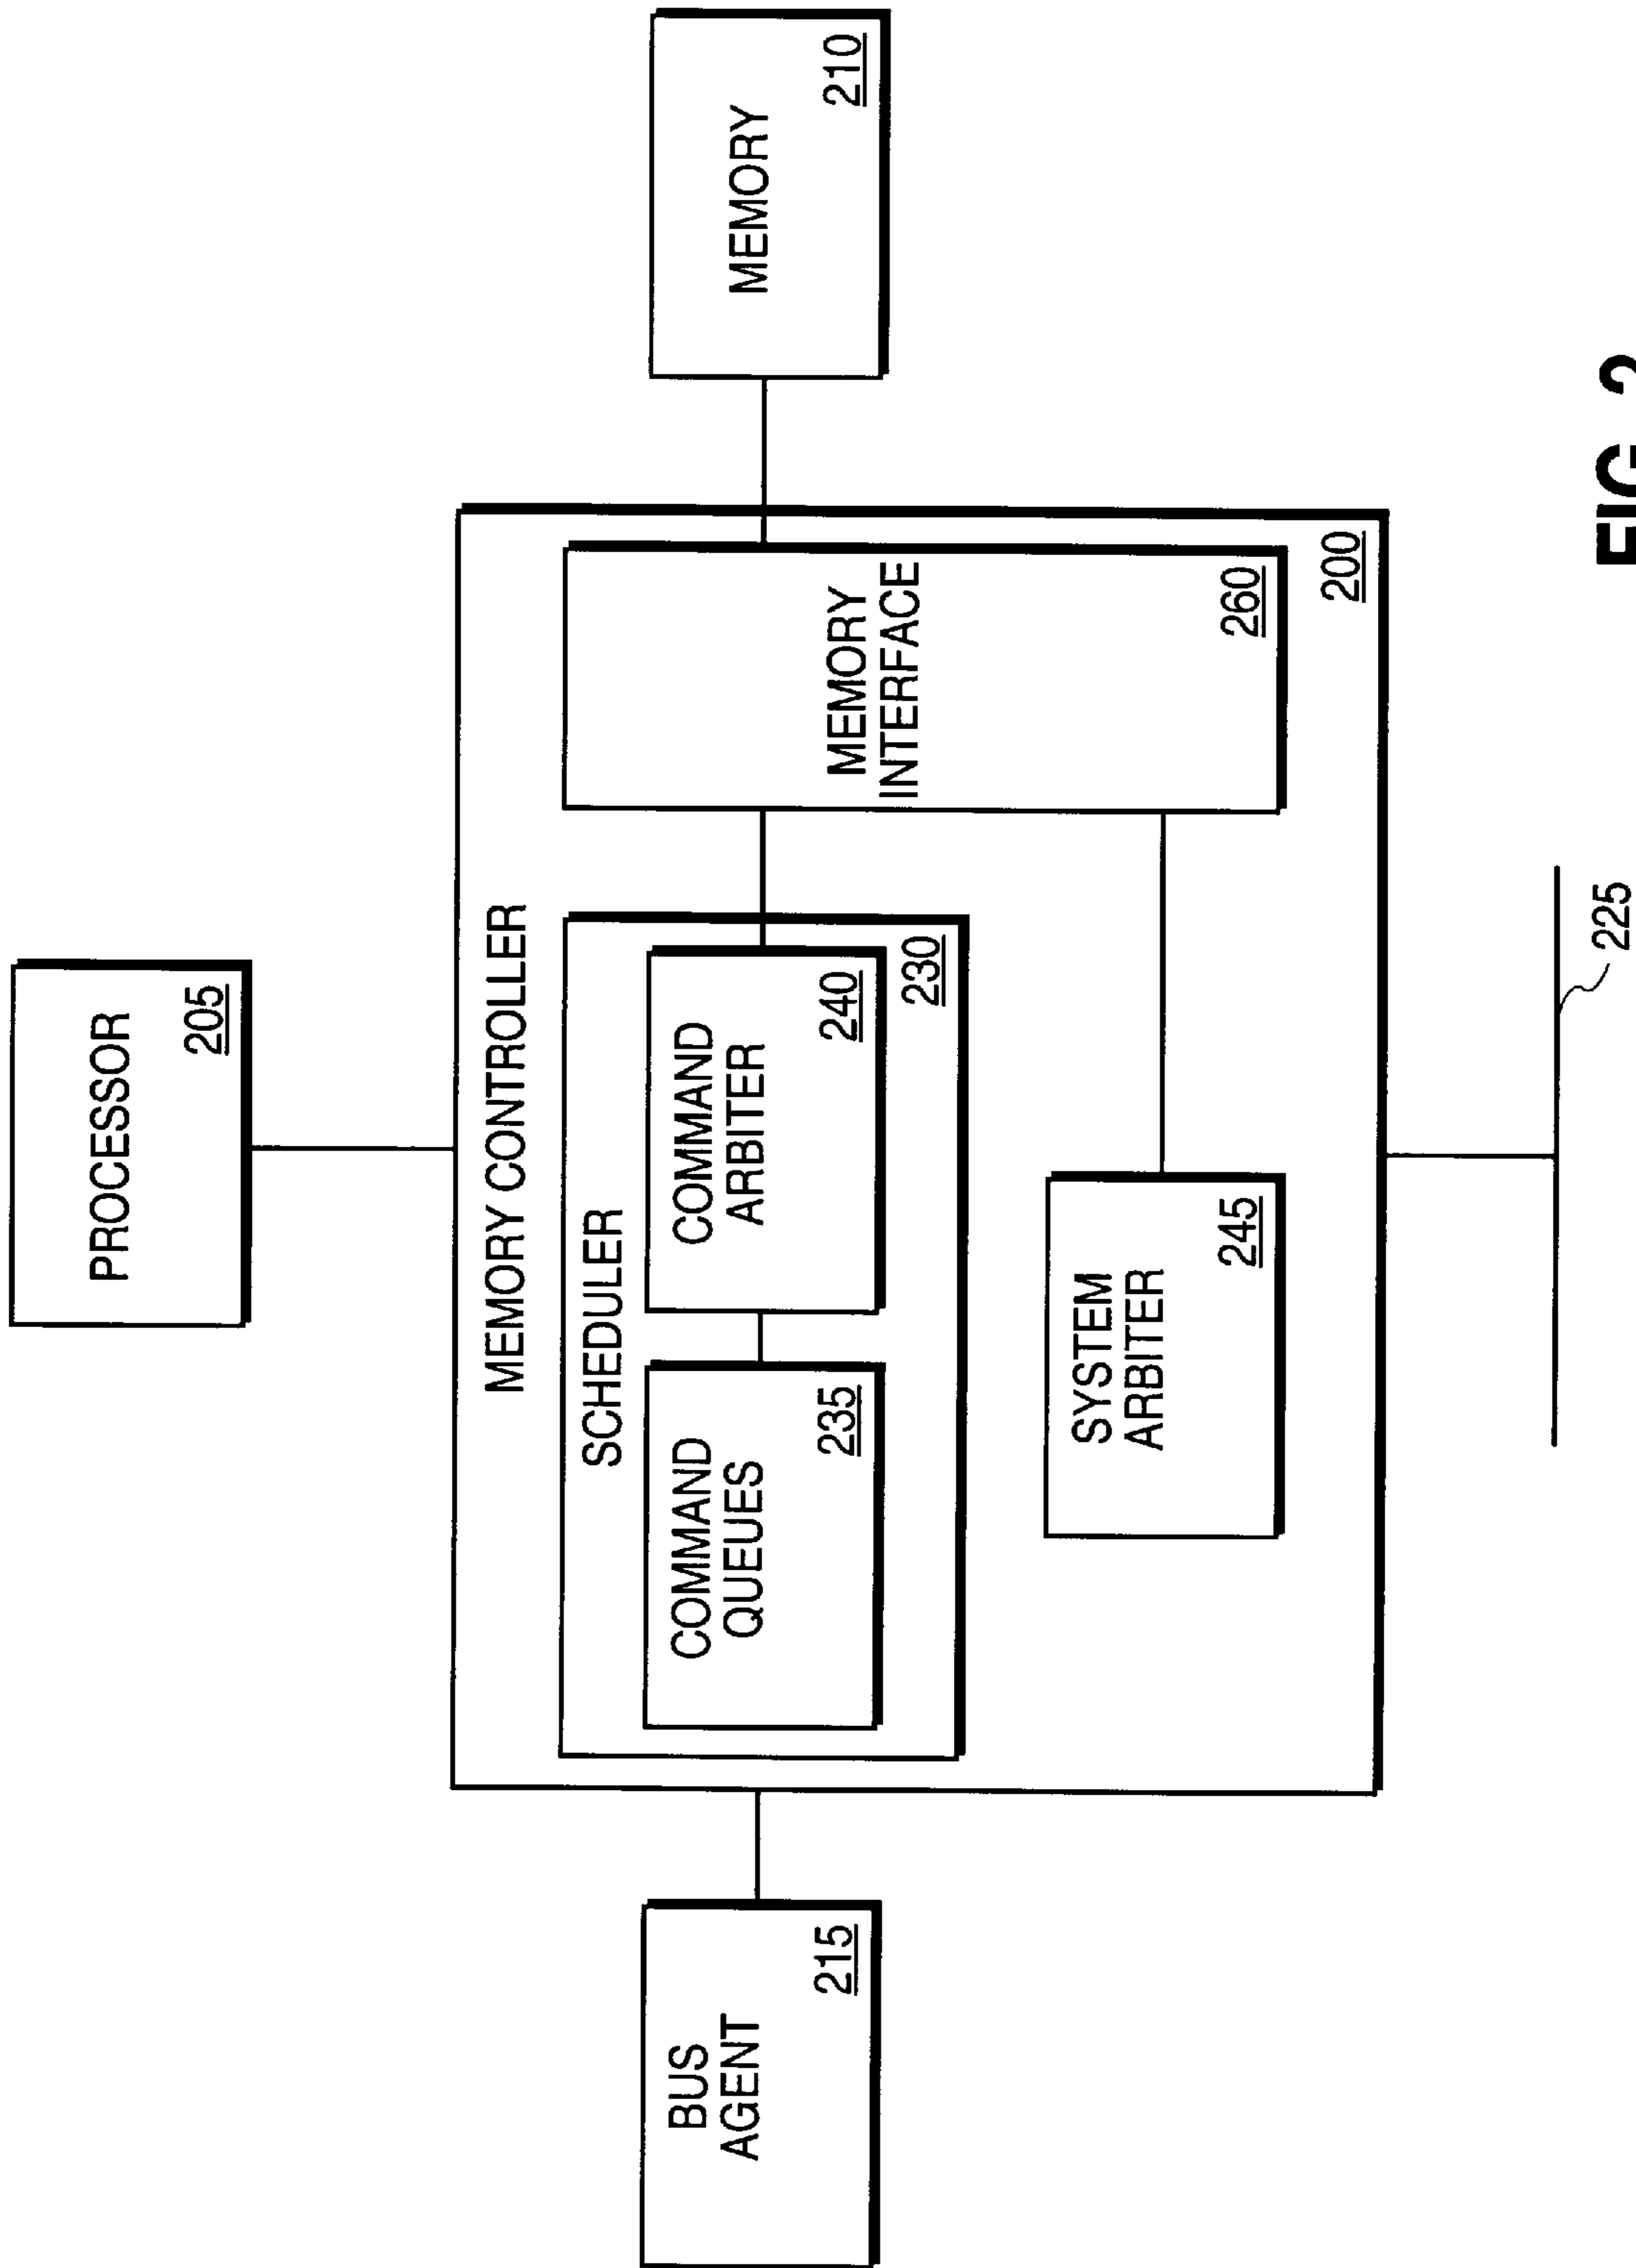 PROCESSOR
205
MEMORY CONTROLLER
SCHEDULER
BUS
AGENT
215
COMMAND
QUEUES
235
COMMAND
ARBITER
240
230
MEMORY
INTERFACE
260
MEMORY
210
SYSTEM
ARBITER
245
200
225
FIG. 2